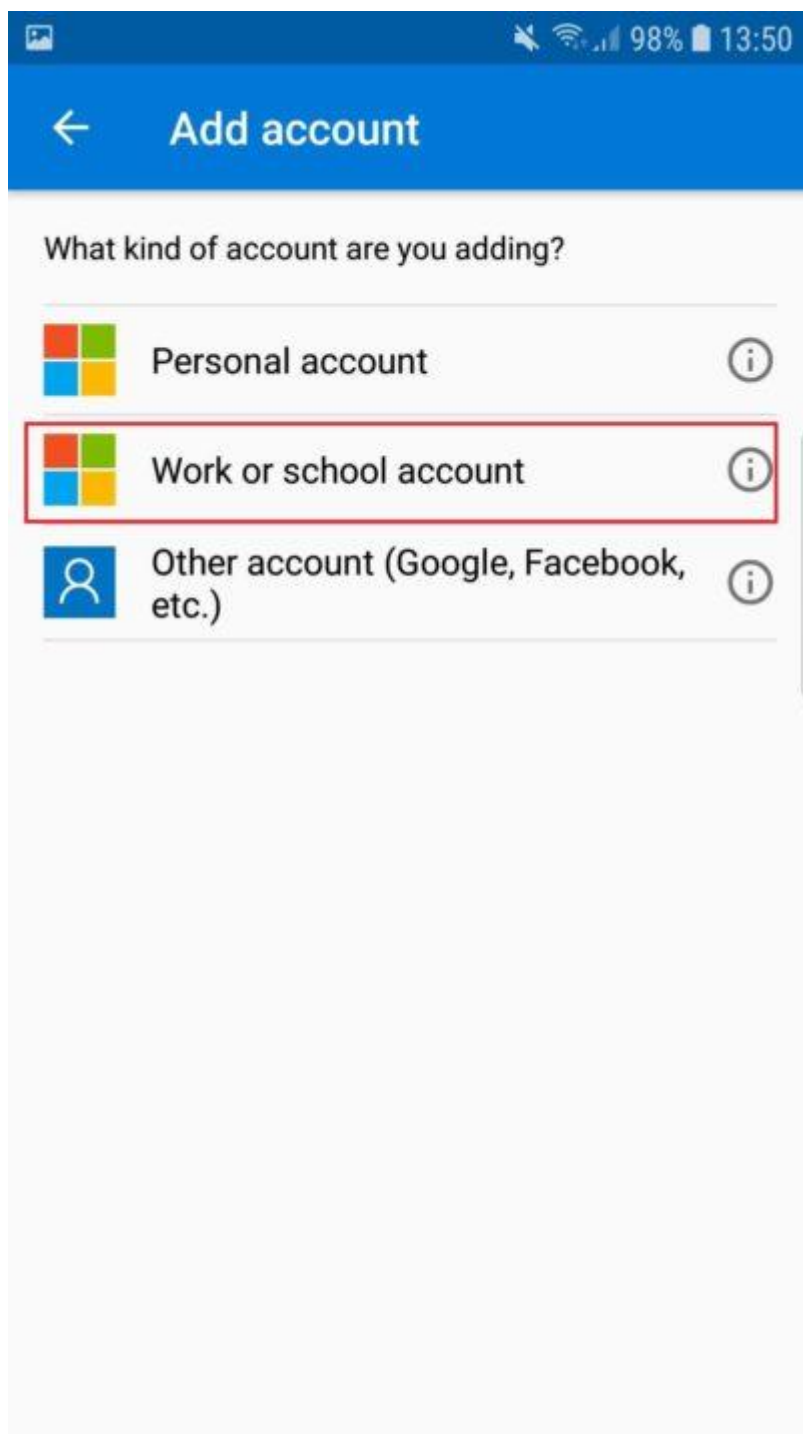 98% 13:50
Add account
What kind of account are you adding?
Personal account
Work or school account
Other account (Google, Facebook,
etc.)